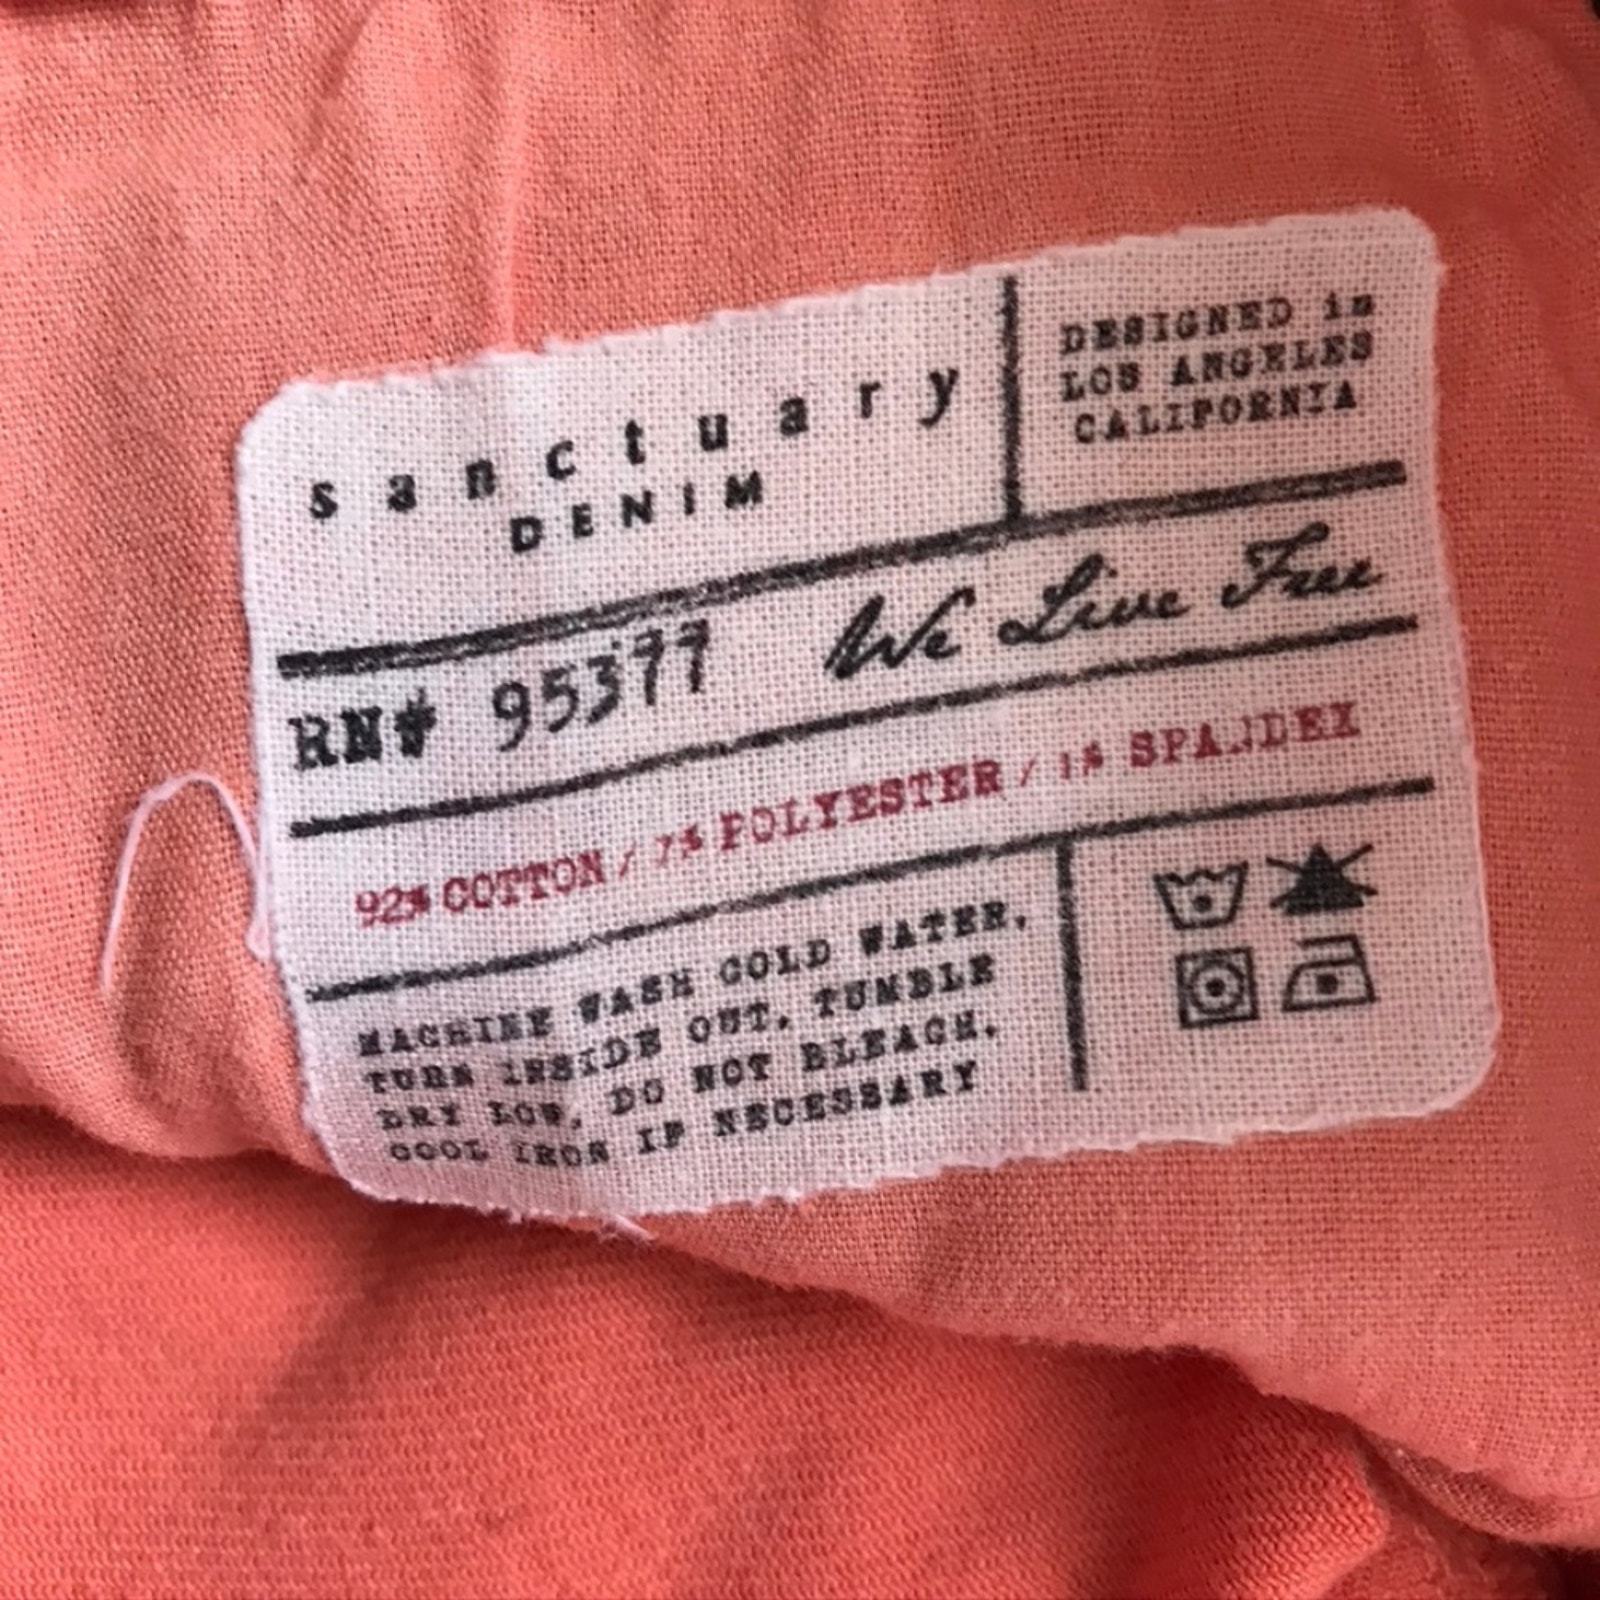 sanctuary
DENIM
DESIGNED in
LOS ANGELES
CALIFORNIA
RN# 95377 We Live Free
92% COTTON / 7% POLYESTER / 1% SPANDEX
MACHINE WASH COLD WATER.
TURN INSIDE OUT. TUMBLE
DRY LOW, DO NOT BLEACH.
COOL IRON IF NECESSARY